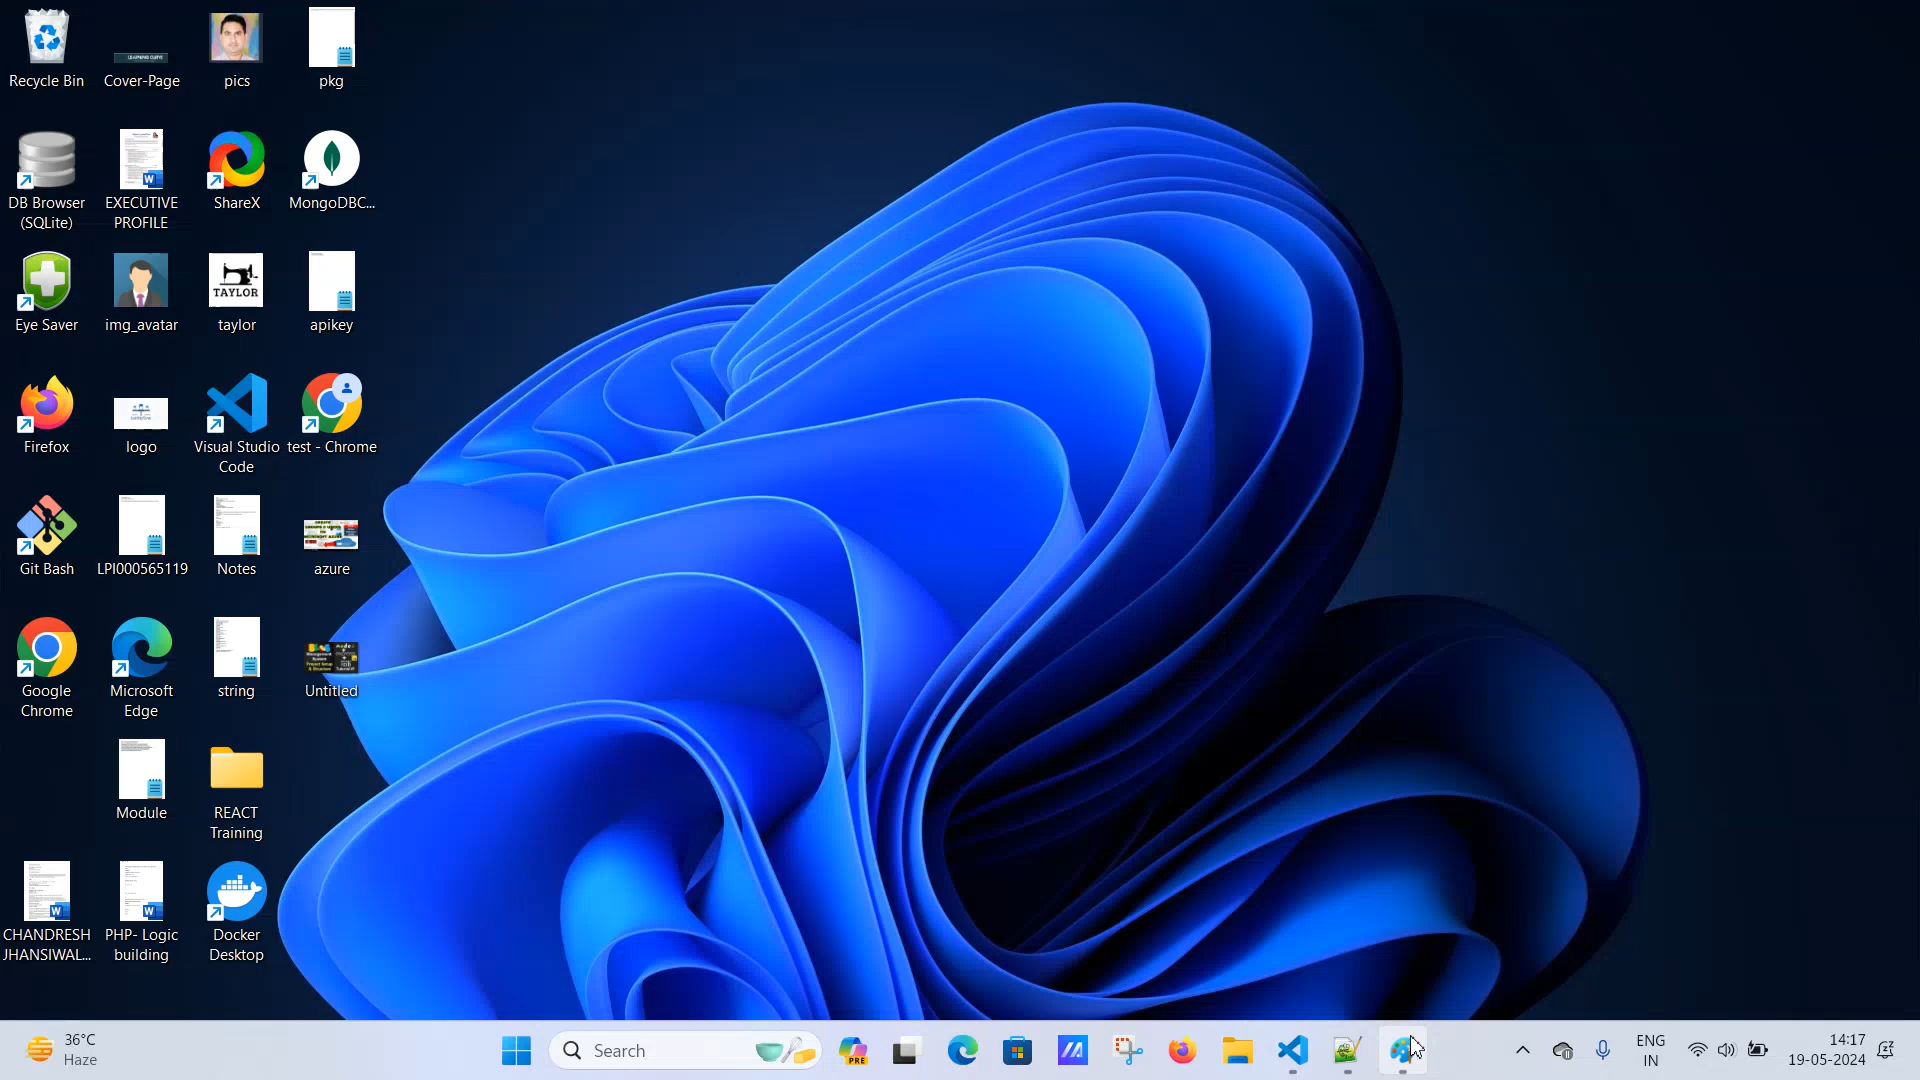 Recycle Bin
Cover-Page
pics
pkg
DB Browser
(SQLite)
EXECUTIVE
PROFILE
ShareX
MongoDBC...
Eye Saver
img_avatar
TAYLOR
taylor
apikey
Firefox
logo
Visual Studio
Code
test - Chrome
Git Bash
LPI000565119
Notes
azure
Google
Chrome
Microsoft
Edge
string
Untitled
Module
REACT
Training
CHANDRESH
JHANSIWAL...
PHP- Logic
building
Docker
Desktop
36°C
Haze
Search
PRE
ENG
IN
14:17
19-05-2024